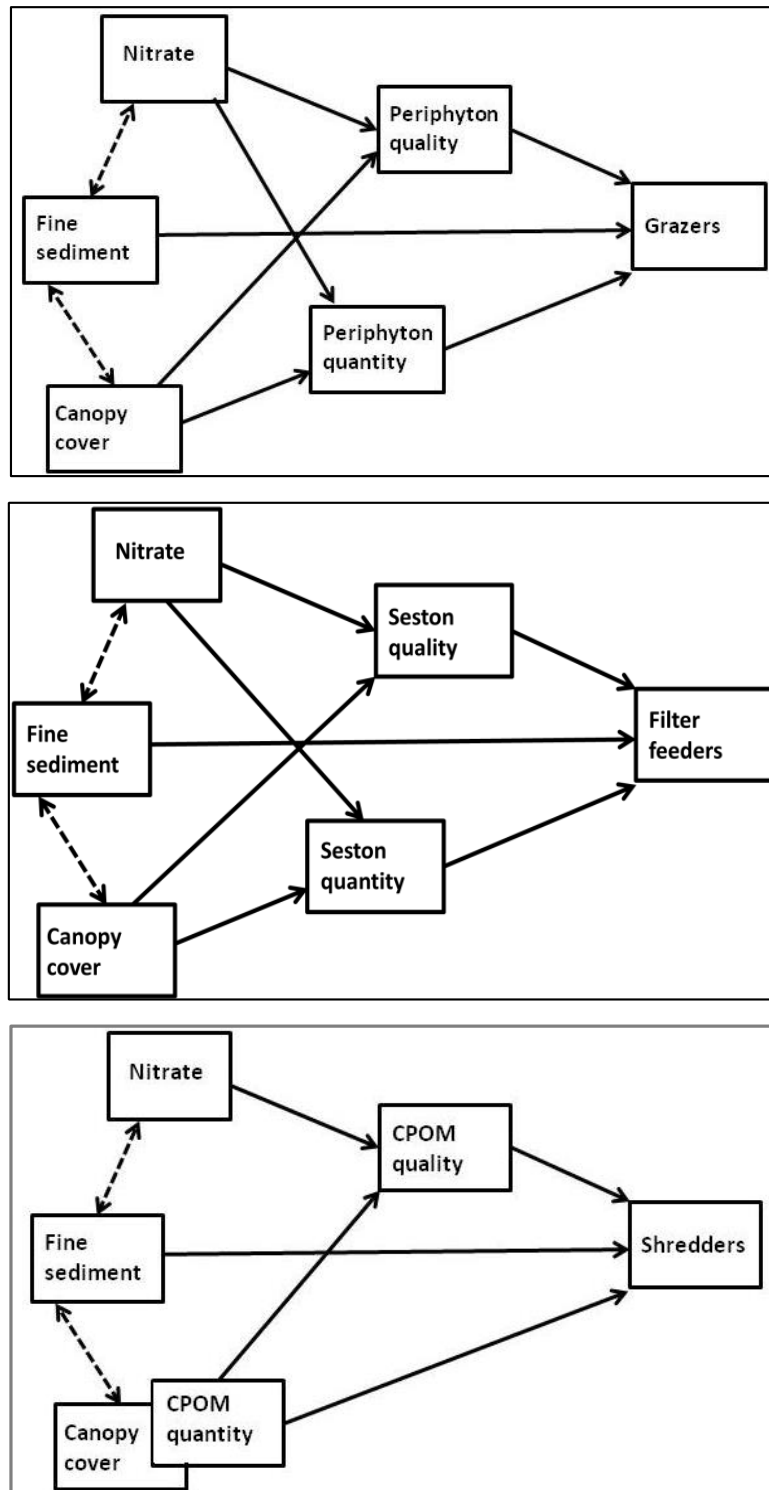 Nitrate
Periphyton
quality
Fine
sediment
Grazers
Periphyton
quantity
Canopy
cover
Nitrate
Seston
quality
Fine
sediment
Filter
feeders
Seston
quantity
Canopy
cover
Nitrate
CPOM
quality
Fine
sediment
Shredders
CPOM
quantity
Canopy
cover